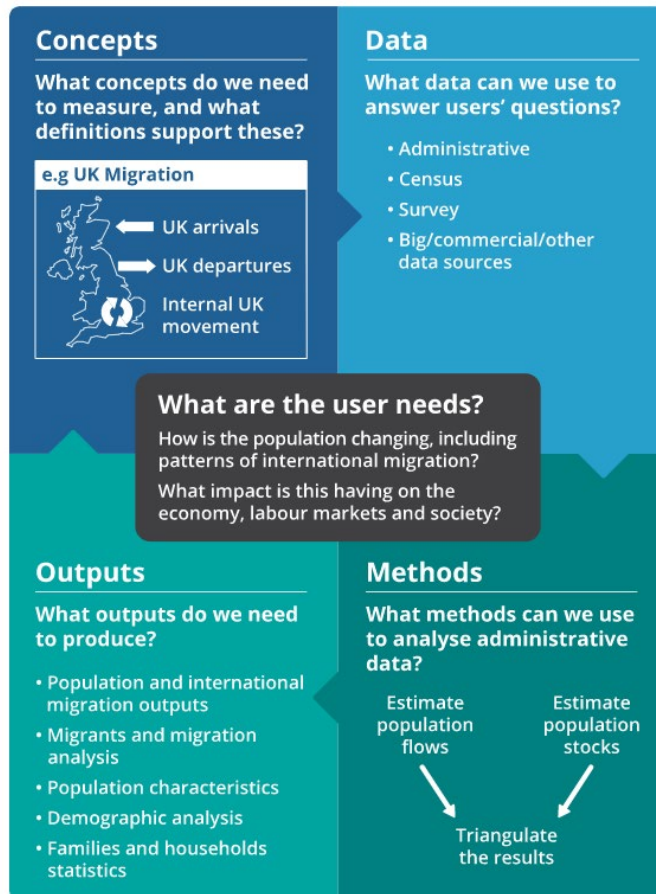 Concepts
What concepts do we need
to measure, and what
definitions support these?
e.g UK Migration
UK arrivals
UK departures
Internal UK
movement
Data
What data can we use to
answer users' questions?
• Administrative
• Census
• Survey
• Big/commercial/other
data sources
What are the user needs?
How is the population changing, including
patterns of international migration?
What impact is this having on the
economy, labour markets and society?
Outputs
What outputs do we need
to produce?
• Population and international
migration outputs
• Migrants and migration
analysis
• Population characteristics
• Demographic analysis
• Families and households
statistics
Methods
What methods can we use
to analyse administrative
data?
Estimate
population
flows
Estimate
population
stocks
Triangulate
the results